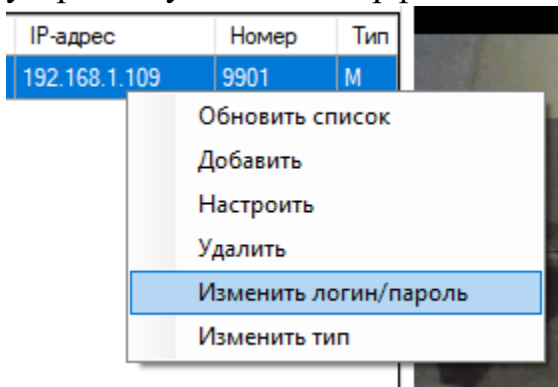 IP-адрес Номер Тип
192.168.1.109 9901 М
Обновить список
Добавить
Настроить
Удалить
Изменить логин/пароль
Изменить тип